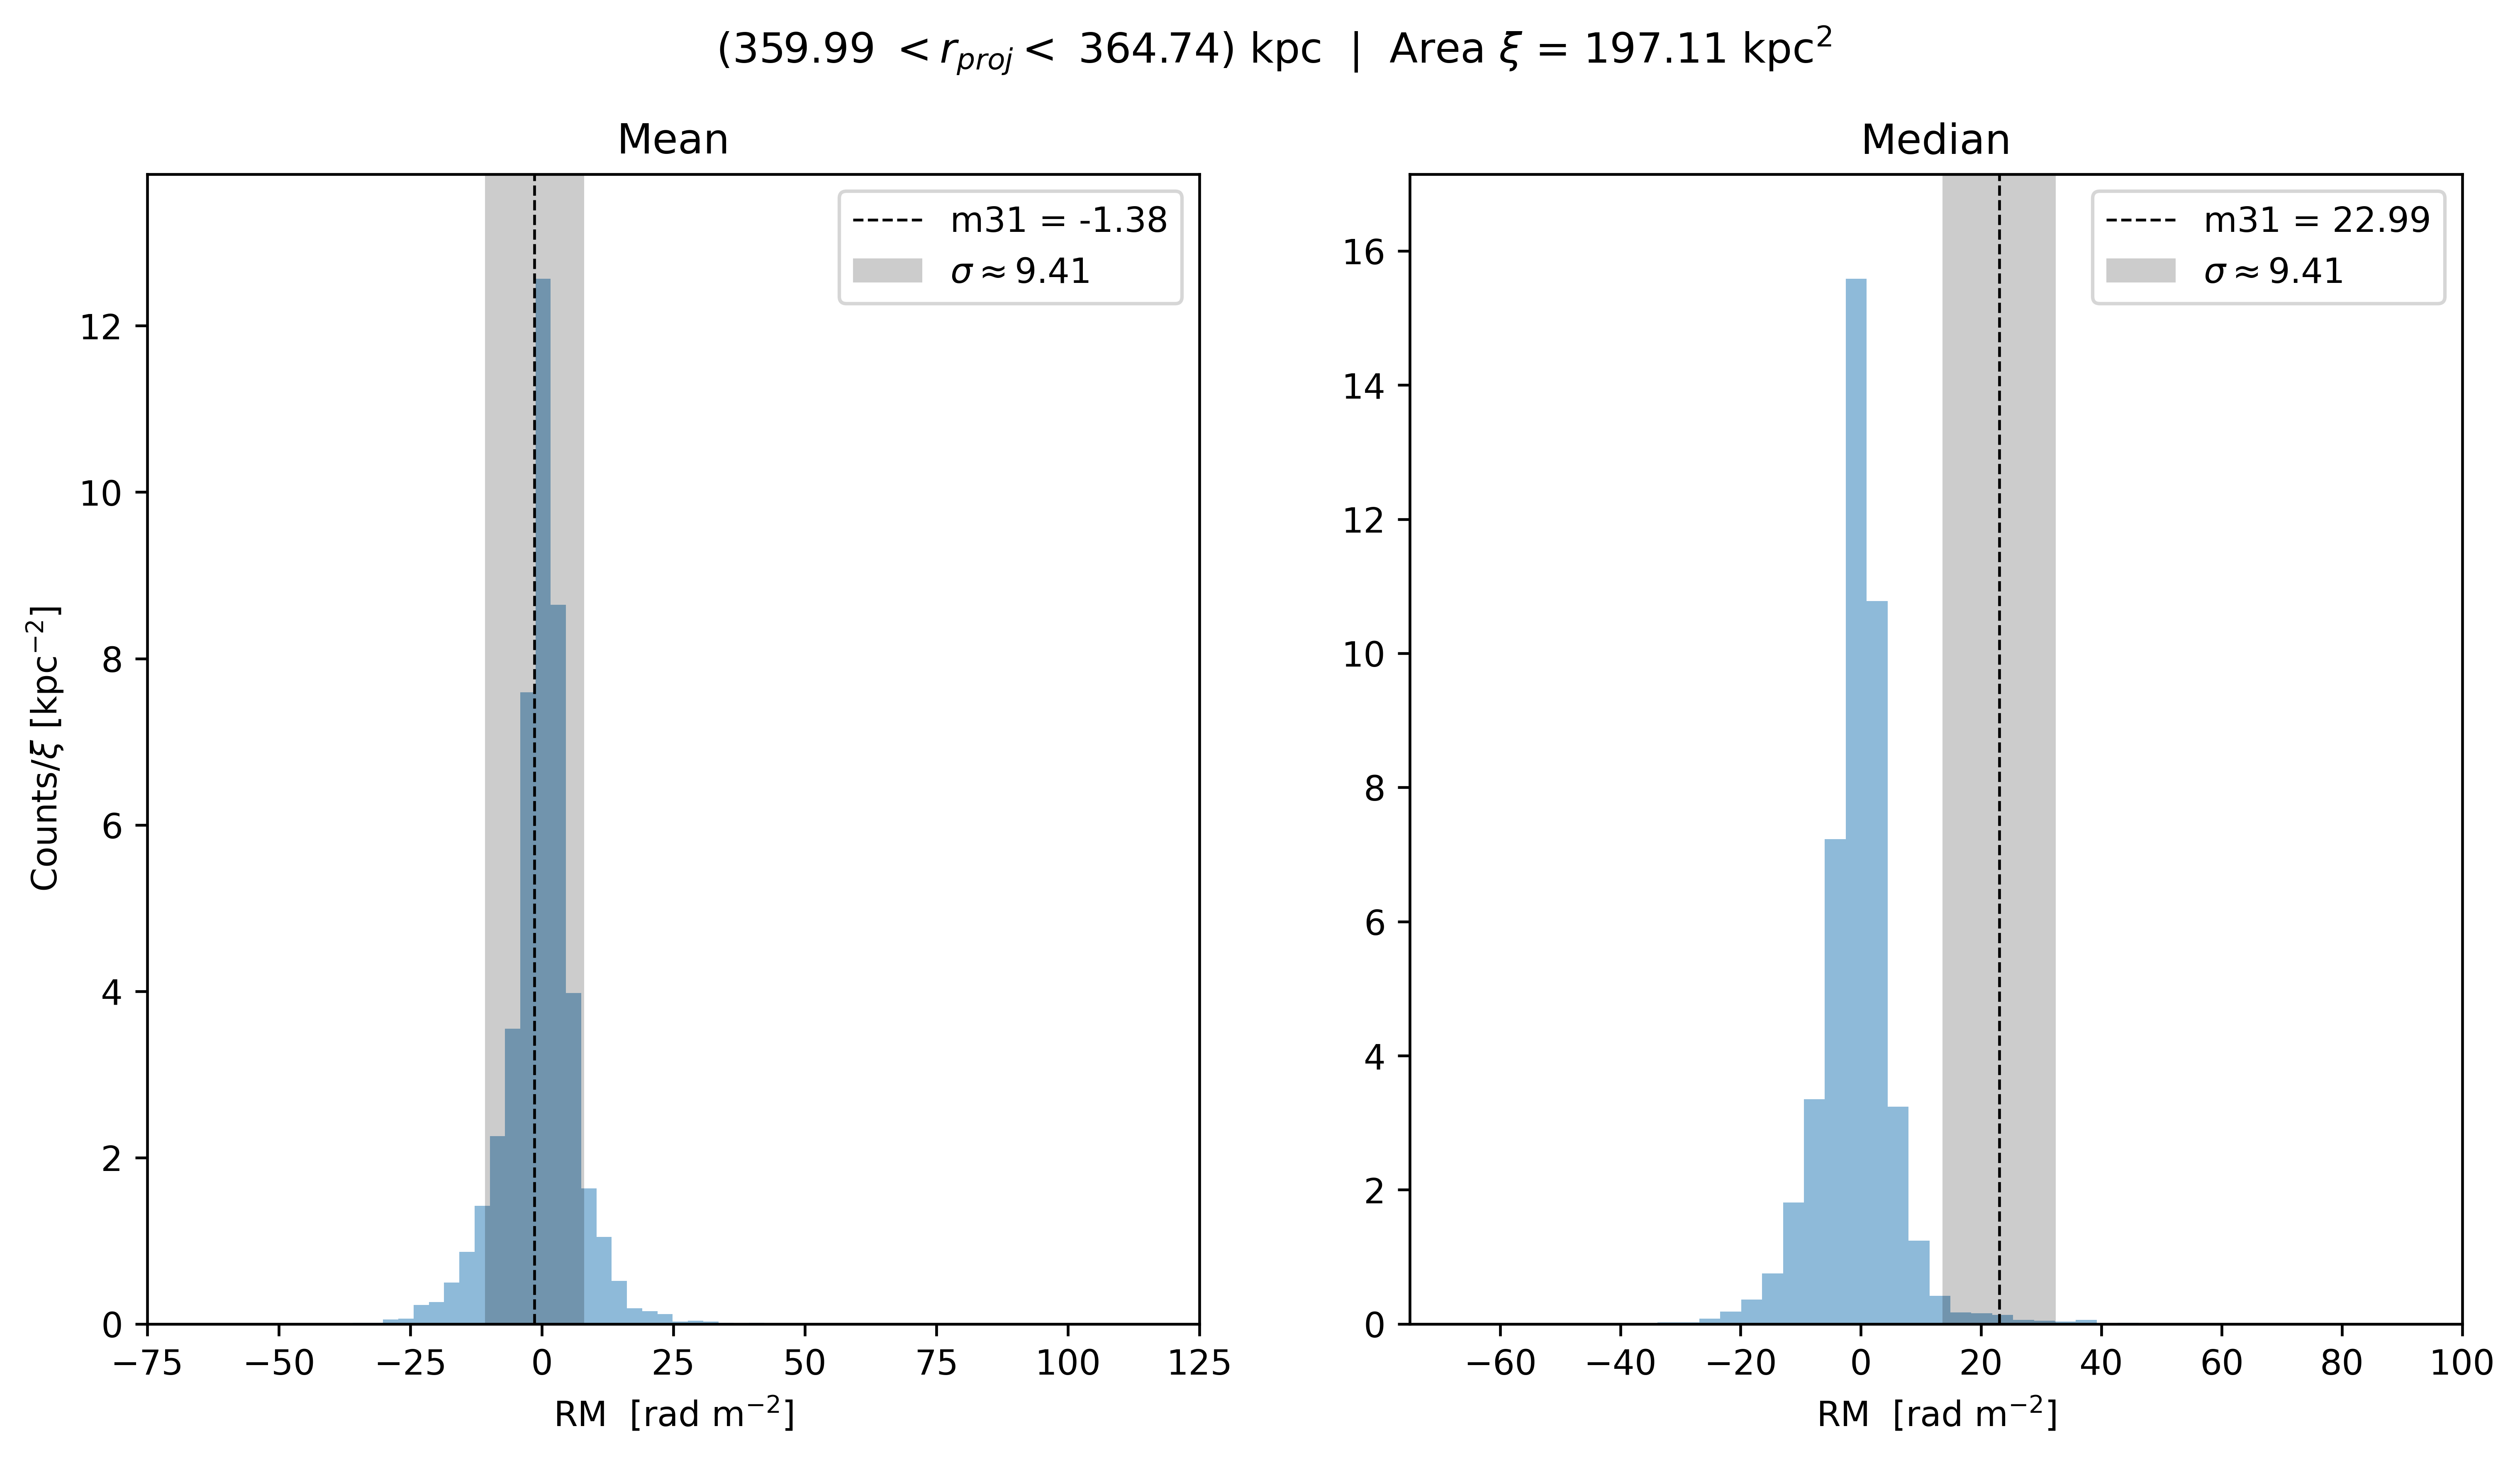 (359.99 < r_proj < 364.74) kpc | Area ξ = 197.11 kpc²
Mean
m31 = -1.38
σ ≈ 9.41
Counts/ξ [kpc⁻²]
12
10
8
6
4
2
0
−75 −50 −25 0 25 50 75 100 125
RM [rad m⁻²]
Median
m31 = 22.99
σ ≈ 9.41
16
14
12
10
8
6
4
2
0
−60 −40 −20 0 20 40 60 80 100
RM [rad m⁻²]